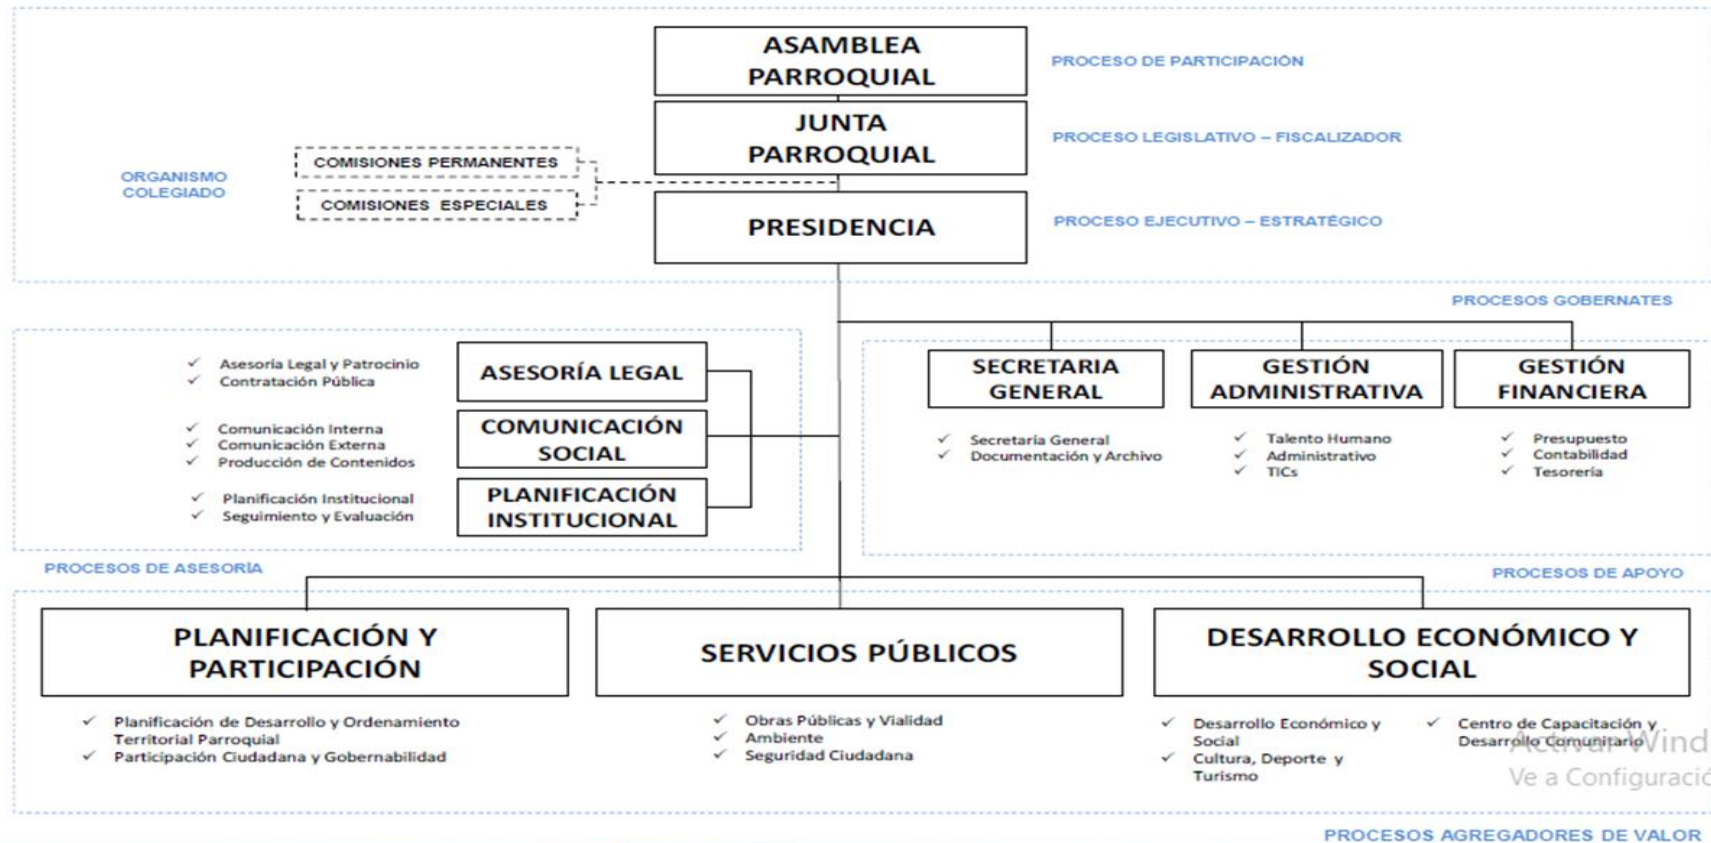 ASAMBLEA
PARROQUIAL
PROCESO DE PARTICIPACIÓN
JUNTA
PARROQUIAL
PROCESO LEGISLATIVO – FISCALIZADOR
ORGANISMO
COLEGIADO
COMISIONES PERMANENTES
COMISIONES ESPECIALES
PRESIDENCIA
PROCESO EJECUTIVO – ESTRATÉGICO
PROCESOS GOBERNATES
✓ Asesoría Legal y Patrocinio
✓ Contratación Pública
ASESORÍA LEGAL
✓ Comunicación Interna
✓ Comunicación Externa
✓ Producción de Contenidos
COMUNICACIÓN
SOCIAL
✓ Planificación Institucional
✓ Seguimiento y Evaluación
PLANIFICACIÓN
INSTITUCIONAL
PROCESOS DE ASESORÍA
SECRETARIA
GENERAL
✓ Secretaría General
✓ Documentación y Archivo
GESTIÓN
ADMINISTRATIVA
✓ Talento Humano
✓ Administrativo
✓ TICs
GESTIÓN
FINANCIERA
✓ Presupuesto
✓ Contabilidad
✓ Tesorería
PROCESOS DE APOYO
PLANIFICACIÓN Y
PARTICIPACIÓN
✓ Planificación de Desarrollo y Ordenamiento
Territorial Parroquial
✓ Participación Ciudadana y Gobernabilidad
SERVICIOS PÚBLICOS
✓ Obras Públicas y Vialidad
✓ Ambiente
✓ Seguridad Ciudadana
DESARROLLO ECONÓMICO Y
SOCIAL
✓ Desarrollo Económico y
Social
✓ Cultura, Deporte y
Turismo
✓ Centro de Capacitación y
Desarrollo Comunitario
Activar Wind
Ve a Configuració
PROCESOS AGREGADORES DE VALOR